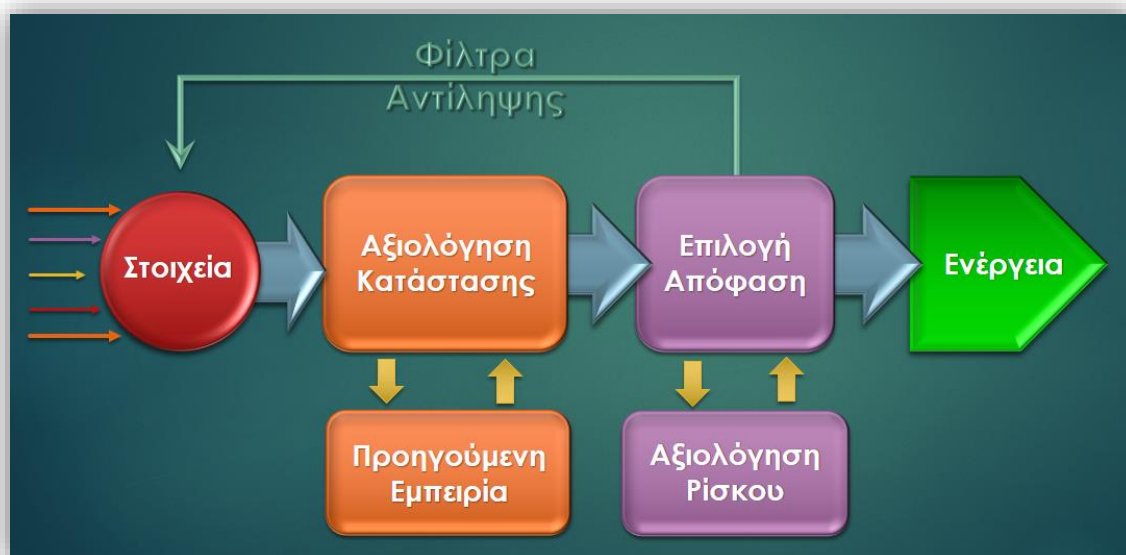 Φίλτρα
Αντίληψης
Στοιχεία
Αξιολόγηση
Κατάστασης
Επιλογή
Απόφαση
Ενέργεια
Προηγούμενη
Εμπειρία
Αξιολόγηση
Ρίσκου